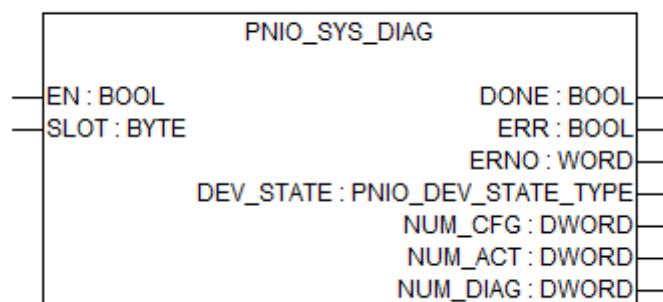 PNIO_SYS_DIAG
EN : BOOL DONE : BOOL
SLOT : BYTE ERR : BOOL
ERNO : WORD
DEV_STATE : PNIO_DEV_STATE_TYPE
NUM_CFG : DWORD
NUM_ACT : DWORD
NUM_DIAG : DWORD